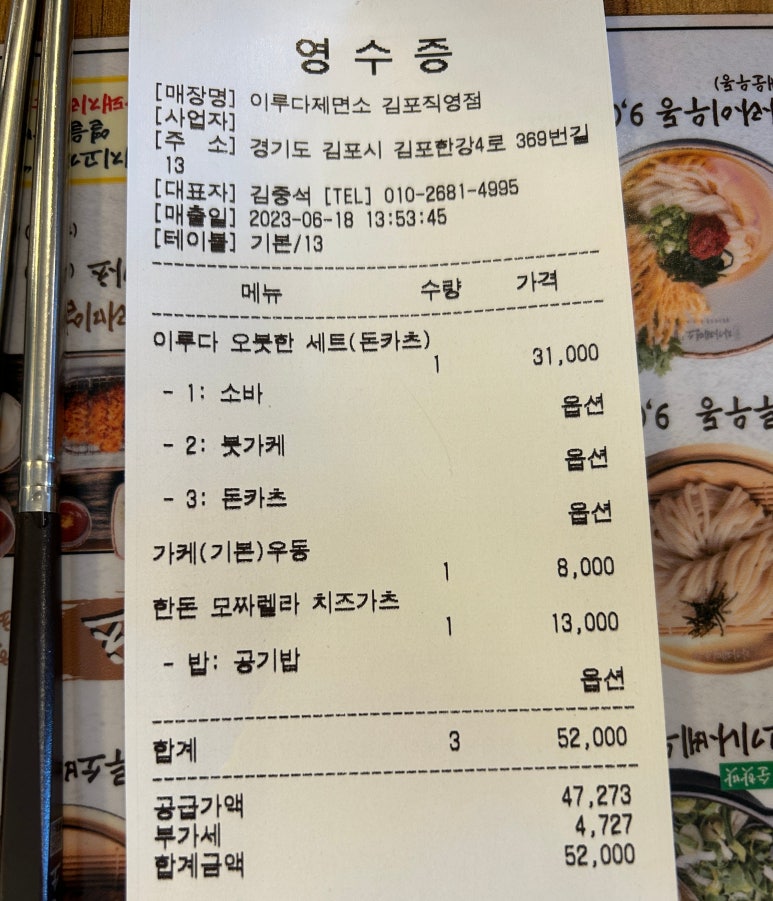 영수증
[매장명] 이루다제면소 김포직영점
[사업자]
[주 소] 경기도 김포시 김포한강4로 369번길
13
[대표자] 김중석 [TEL] 010-2681-4995
[매출일] 2023-06-18 13:53:45
[테이블] 기본/13
메뉴 수량 가격
이루다 오붓한 세트(돈카츠) 1 31,000
- 1: 소바 옵션
- 2: 붓가케 옵션
- 3: 돈카츠 옵션
가케(기본)우동 1 8,000
한돈 모짜렐라 치즈가츠 1 13,000
- 밥: 공기밥 옵션
합계 3 52,000
공급가액 47,273
부가세 4,727
합계금액 52,000